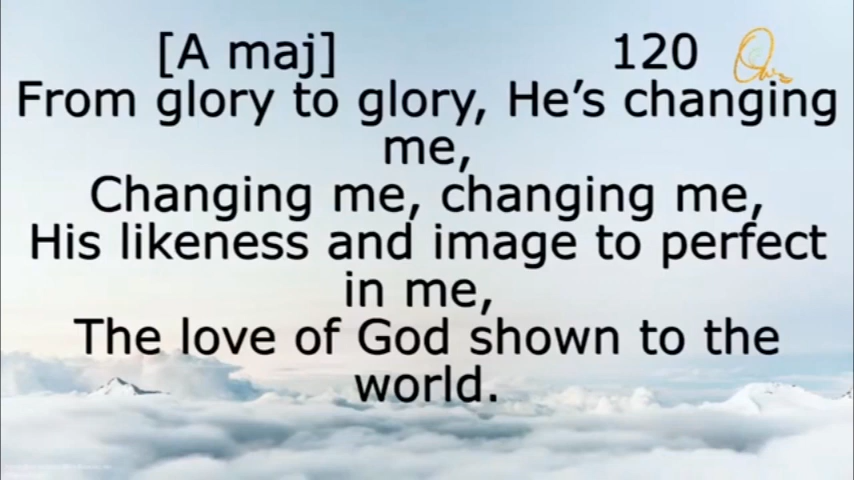 [A maj] 120
From glory to glory, He’s changing
me,
Changing me, changing me,
His likeness and image to perfect
in me,
The love of God shown to the
world.